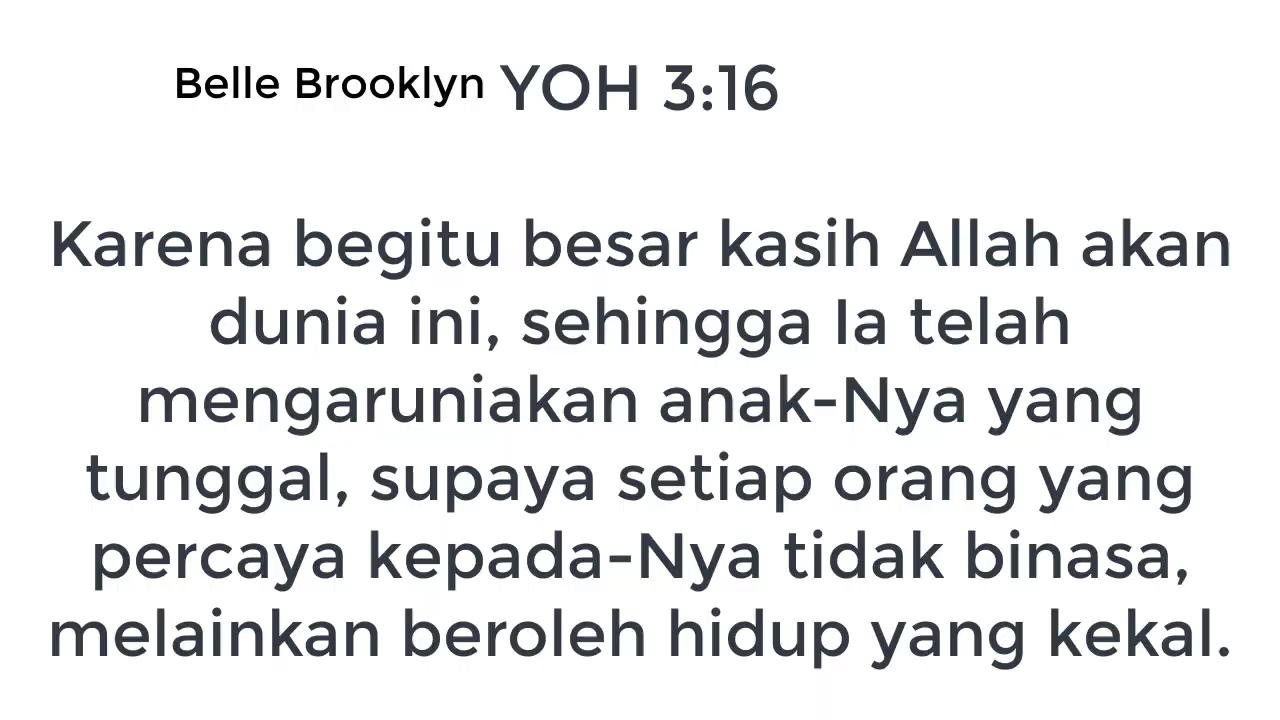 Belle Brooklyn YOH 3:16
Karena begitu besar kasih Allah akan
dunia ini, sehingga Ia telah
mengaruniakan anak-Nya yang
tunggal, supaya setiap orang yang
percaya kepada-Nya tidak binasa,
melainkan beroleh hidup yang kekal.